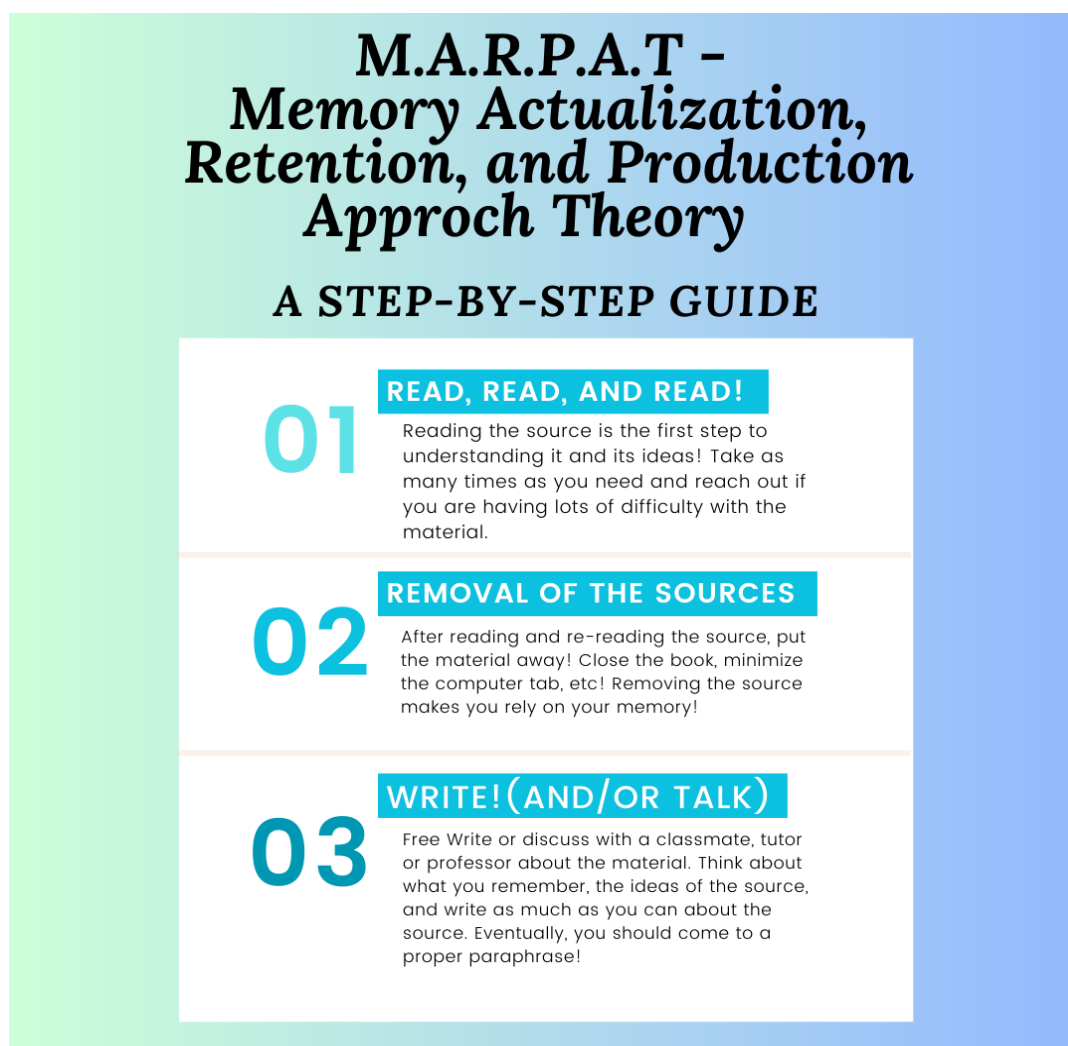 M.A.R.P.A.T -
Memory Actualization,
Retention, and Production
Approch Theory
A STEP-BY-STEP GUIDE
01
READ, READ, AND READ!
Reading the source is the first step to
understanding it and its ideas! Take as
many times as you need and reach out if
you are having lots of difficulty with the
material.
02
REMOVAL OF THE SOURCES
After reading and re-reading the source, put
the material away! Close the book, minimize
the computer tab, etc! Removing the source
makes you rely on your memory!
03
WRITE!(AND/OR TALK)
Free Write or discuss with a classmate, tutor
or professor about the material. Think about
what you remember, the ideas of the source,
and write as much as you can about the
source. Eventually, you should come to a
proper paraphrase!